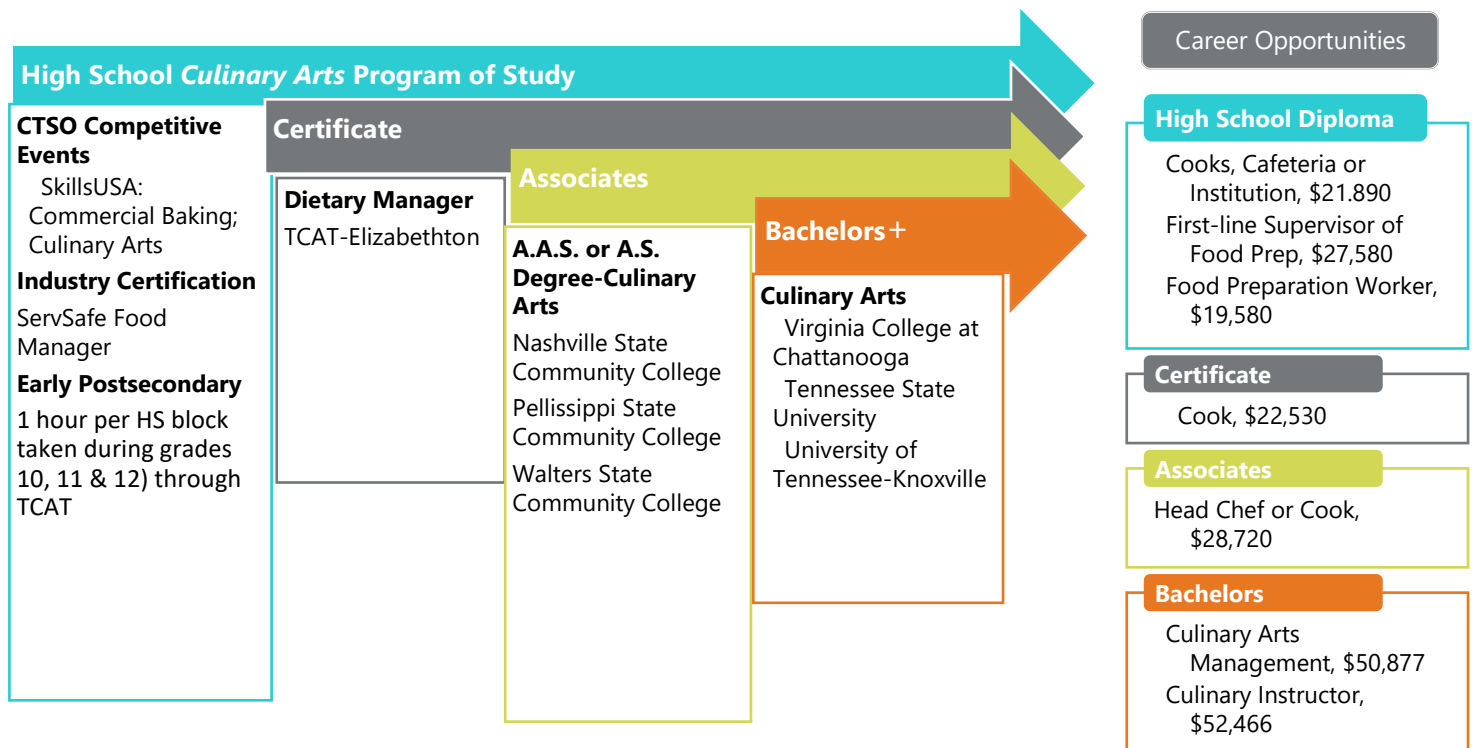 High School Culinary Arts Program of Study
CTSO Competitive
Events
SkillsUSA:
Commercial Baking;
Culinary Arts
Industry Certification
ServSafe Food
Manager
Early Postsecondary
1 hour per HS block
taken during grades
10, 11 & 12) through
TCAT
Certificate
Dietary Manager
TCAT-Elizabethton
Associates
A.A.S. or A.S.
Degree-Culinary
Arts
Nashville State
Community College
Pellissippi State
Community College
Walters State
Community College
Bachelors+
Culinary Arts
Virginia College at
Chattanooga
Tennessee State
University
University of
Tennessee-Knoxville
Career Opportunities
High School Diploma
Cooks, Cafeteria or
Institution, $21.890
First-line Supervisor of
Food Prep, $27,580
Food Preparation Worker,
$19,580
Certificate
Cook, $22,530
Associates
Head Chef or Cook,
$28,720
Bachelors
Culinary Arts
Management, $50,877
Culinary Instructor,
$52,466